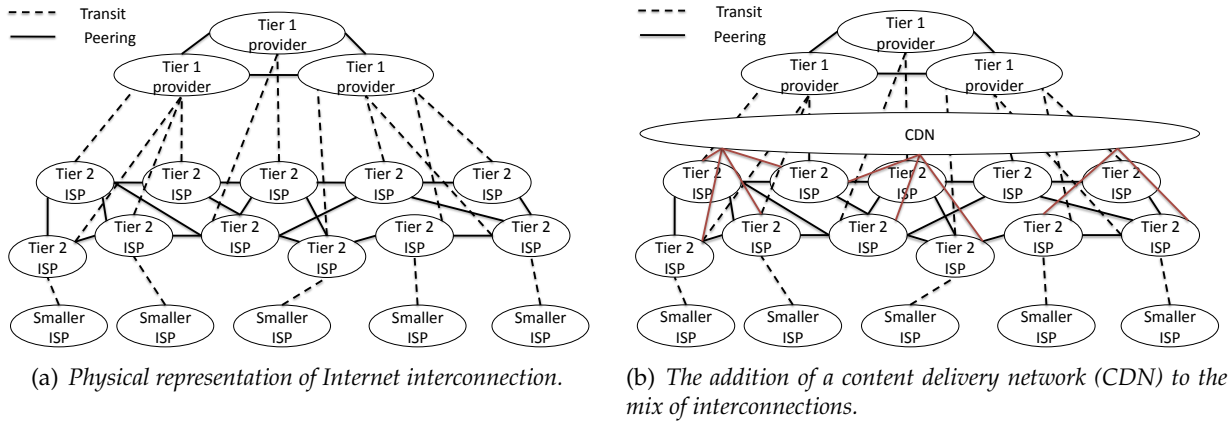 Transit
Peering
Tier 1
provider
Tier 1
provider
Tier 1
provider
Tier 2
ISP
Tier 2
ISP
Tier 2
ISP
Tier 2
ISP
Tier 2
ISP
Tier 2
ISP
Tier 2
ISP
Tier 2
ISP
Tier 2
ISP
Tier 2
ISP
Tier 2
ISP
Smaller
ISP
Smaller
ISP
Smaller
ISP
Smaller
ISP
Smaller
ISP
(a) Physical representation of Internet interconnection.
Transit
Peering
Tier 1
provider
Tier 1
provider
Tier 1
provider
CDN
Tier 2
ISP
Tier 2
ISP
Tier 2
ISP
Tier 2
ISP
Tier 2
ISP
Tier 2
ISP
Tier 2
ISP
Tier 2
ISP
Tier 2
ISP
Tier 2
ISP
Tier 2
ISP
Smaller
ISP
Smaller
ISP
Smaller
ISP
Smaller
ISP
Smaller
ISP
(b) The addition of a content delivery network (CDN) to the
mix of interconnections.